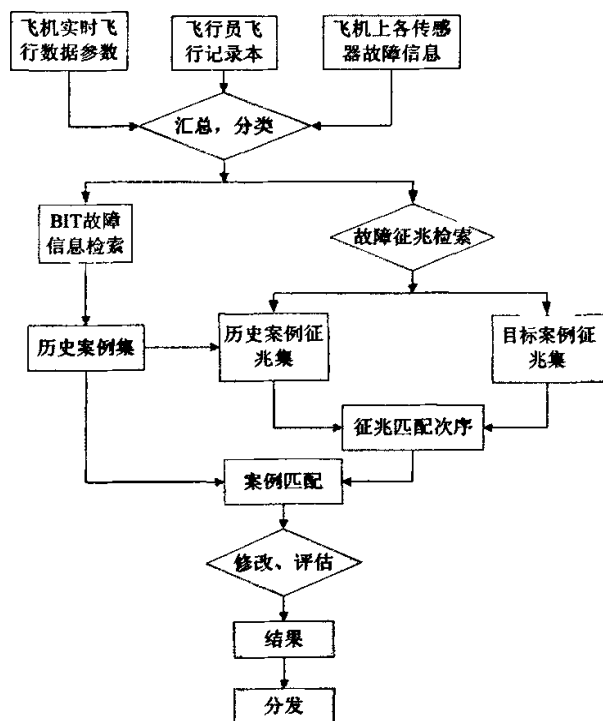 飞机实时飞
行数据参数
飞行员飞
行记录本
飞机上各传感
器故障信息
汇总，分类
BIT故障
信息检索
故障征兆检索
历史案例集
历史案例征
兆集
目标案例征
兆集
征兆匹配次序
案例匹配
修改、评估
结果
分发